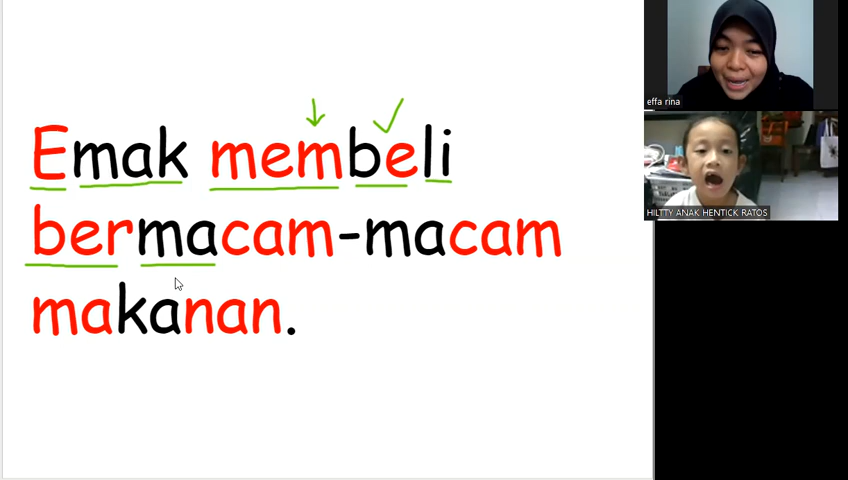 Emak membeli
bermacam-macam
makanan.
effa rina
HILTTY ANAK HENTICK RATOS